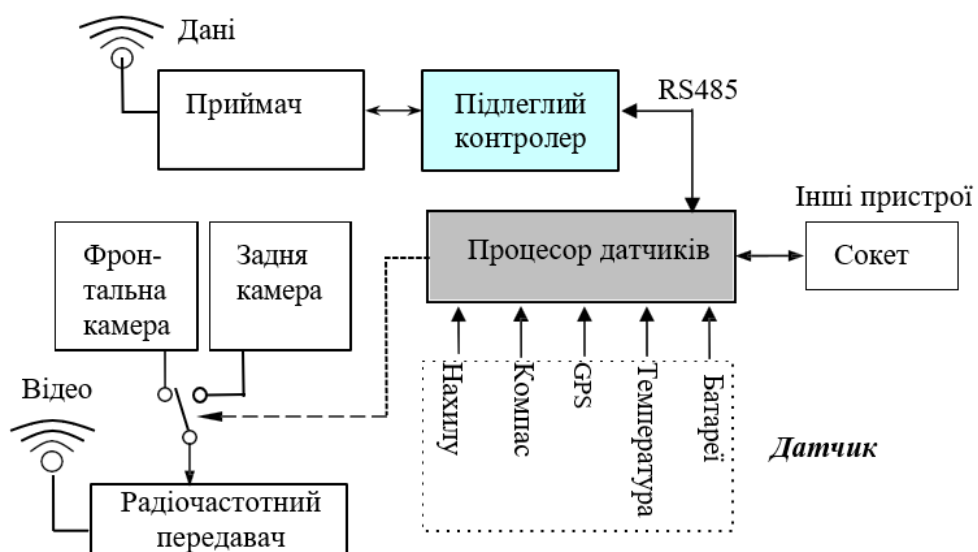 Дані
Приймач
Підлеглий
контролер
RS485
Інші пристрої
Фрон-
тальна
камера
Задня
камера
Процесор датчиків
Сокет
Відео
Нахилу
Компас
GPS
Температура
Батареї
Датчик
Радіочастотний
передавач